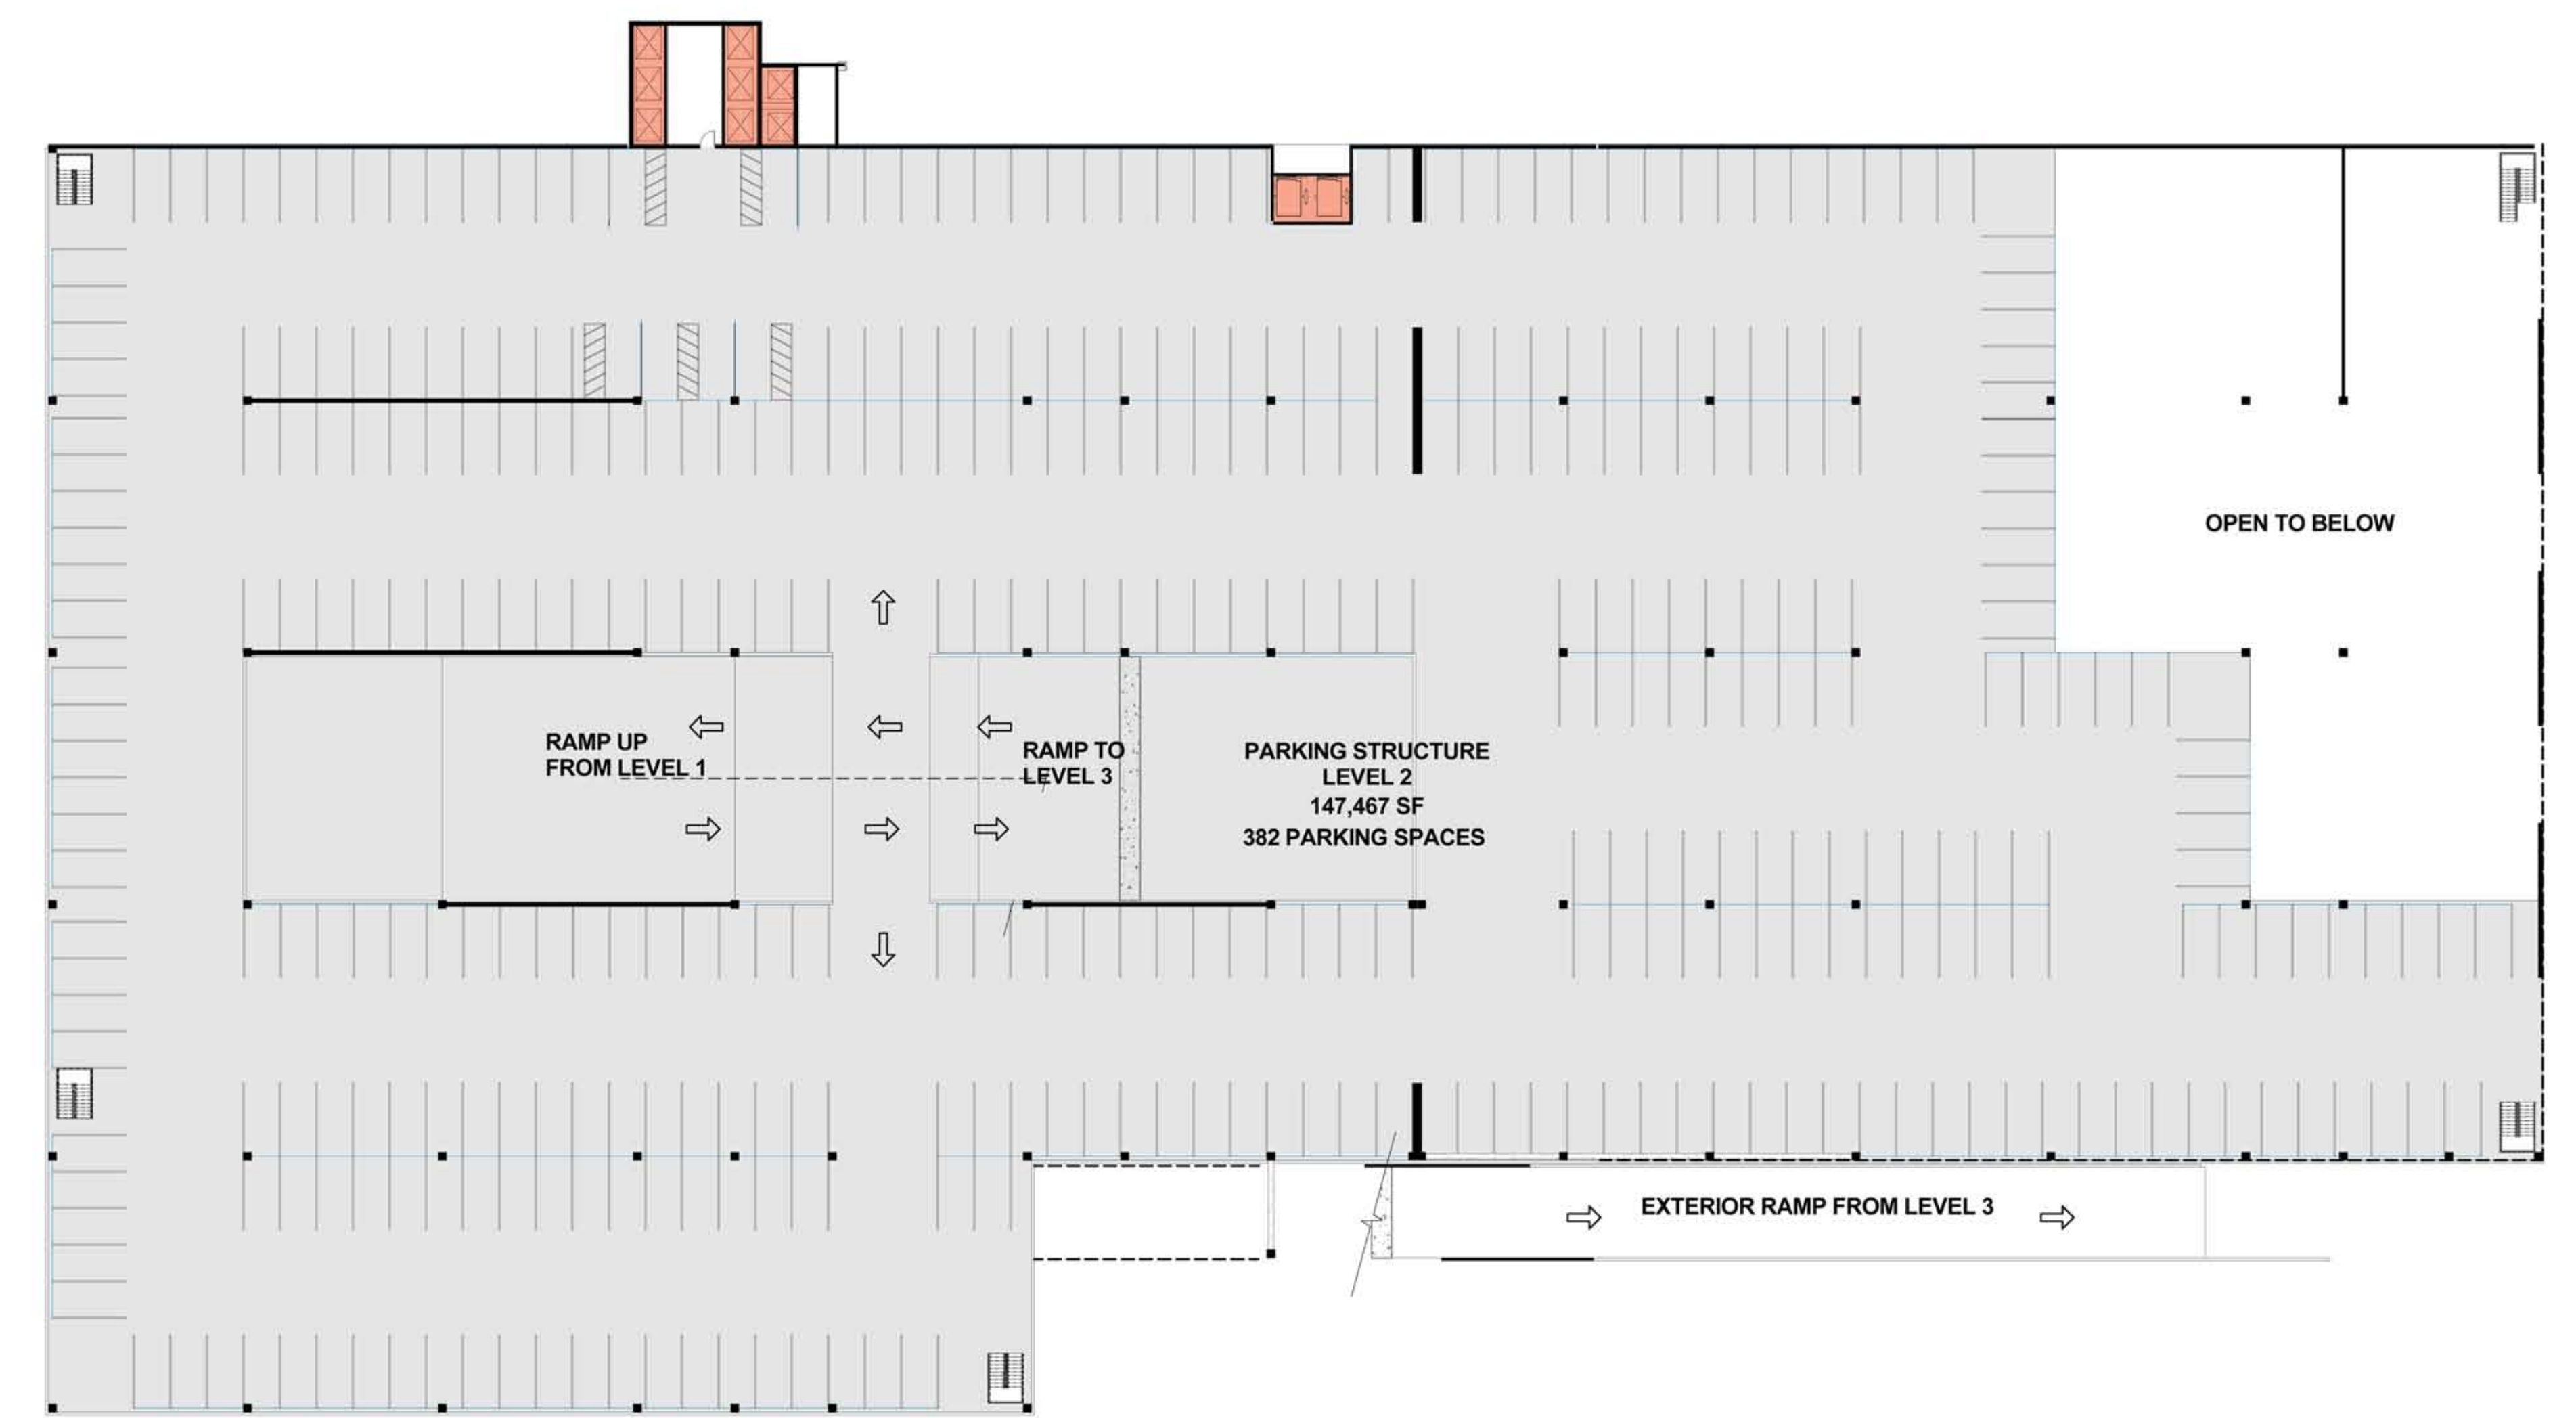 OPEN TO BELOW
RAMP UP
FROM LEVEL 1
RAMP TO
LEVEL 3
PARKING STRUCTURE
LEVEL 2
147,467 SF
382 PARKING SPACES
EXTERIOR RAMP FROM LEVEL 3